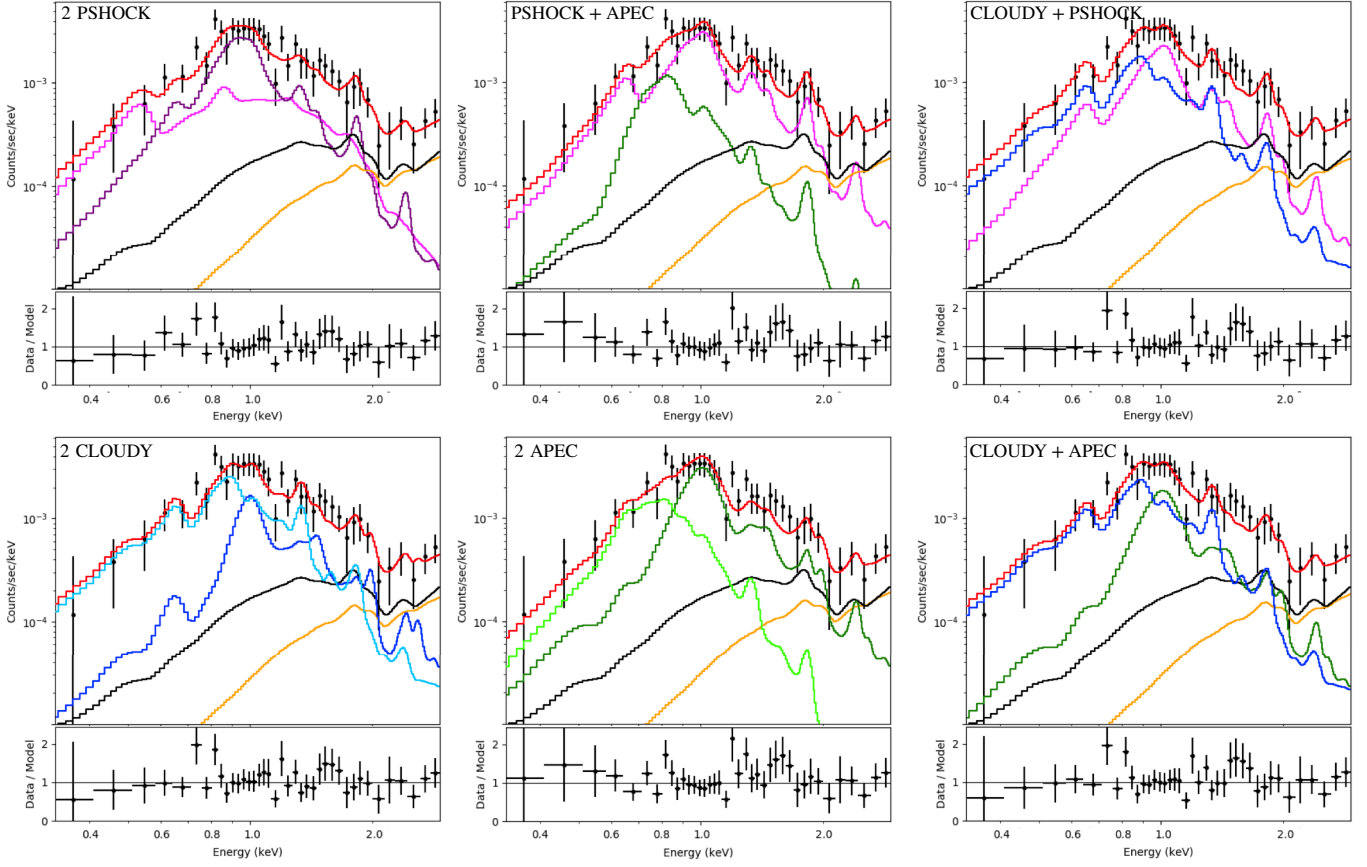 2 PSHOCK
PSHOCK + APEC
CLOUDY + PSHOCK
Counts/sec/keV
Counts/sec/keV
Counts/sec/keV
10⁻³
10⁻³
10⁻³
10⁻⁴
10⁻⁴
10⁻⁴
Data / Model
Data / Model
Data / Model
2
1
0
2
1
0
2
1
0
0.4 0.6 0.8 1.0 2.0
0.4 0.6 0.8 1.0 2.0
0.4 0.6 0.8 1.0 2.0
Energy (keV)
Energy (keV)
Energy (keV)
2 CLOUDY
2 APEC
CLOUDY + APEC
Counts/sec/keV
Counts/sec/keV
Counts/sec/keV
10⁻³
10⁻³
10⁻³
10⁻⁴
10⁻⁴
10⁻⁴
Data / Model
Data / Model
Data / Model
2
1
0
2
1
0
2
1
0
0.4 0.6 0.8 1.0 2.0
0.4 0.6 0.8 1.0 2.0
0.4 0.6 0.8 1.0 2.0
Energy (keV)
Energy (keV)
Energy (keV)